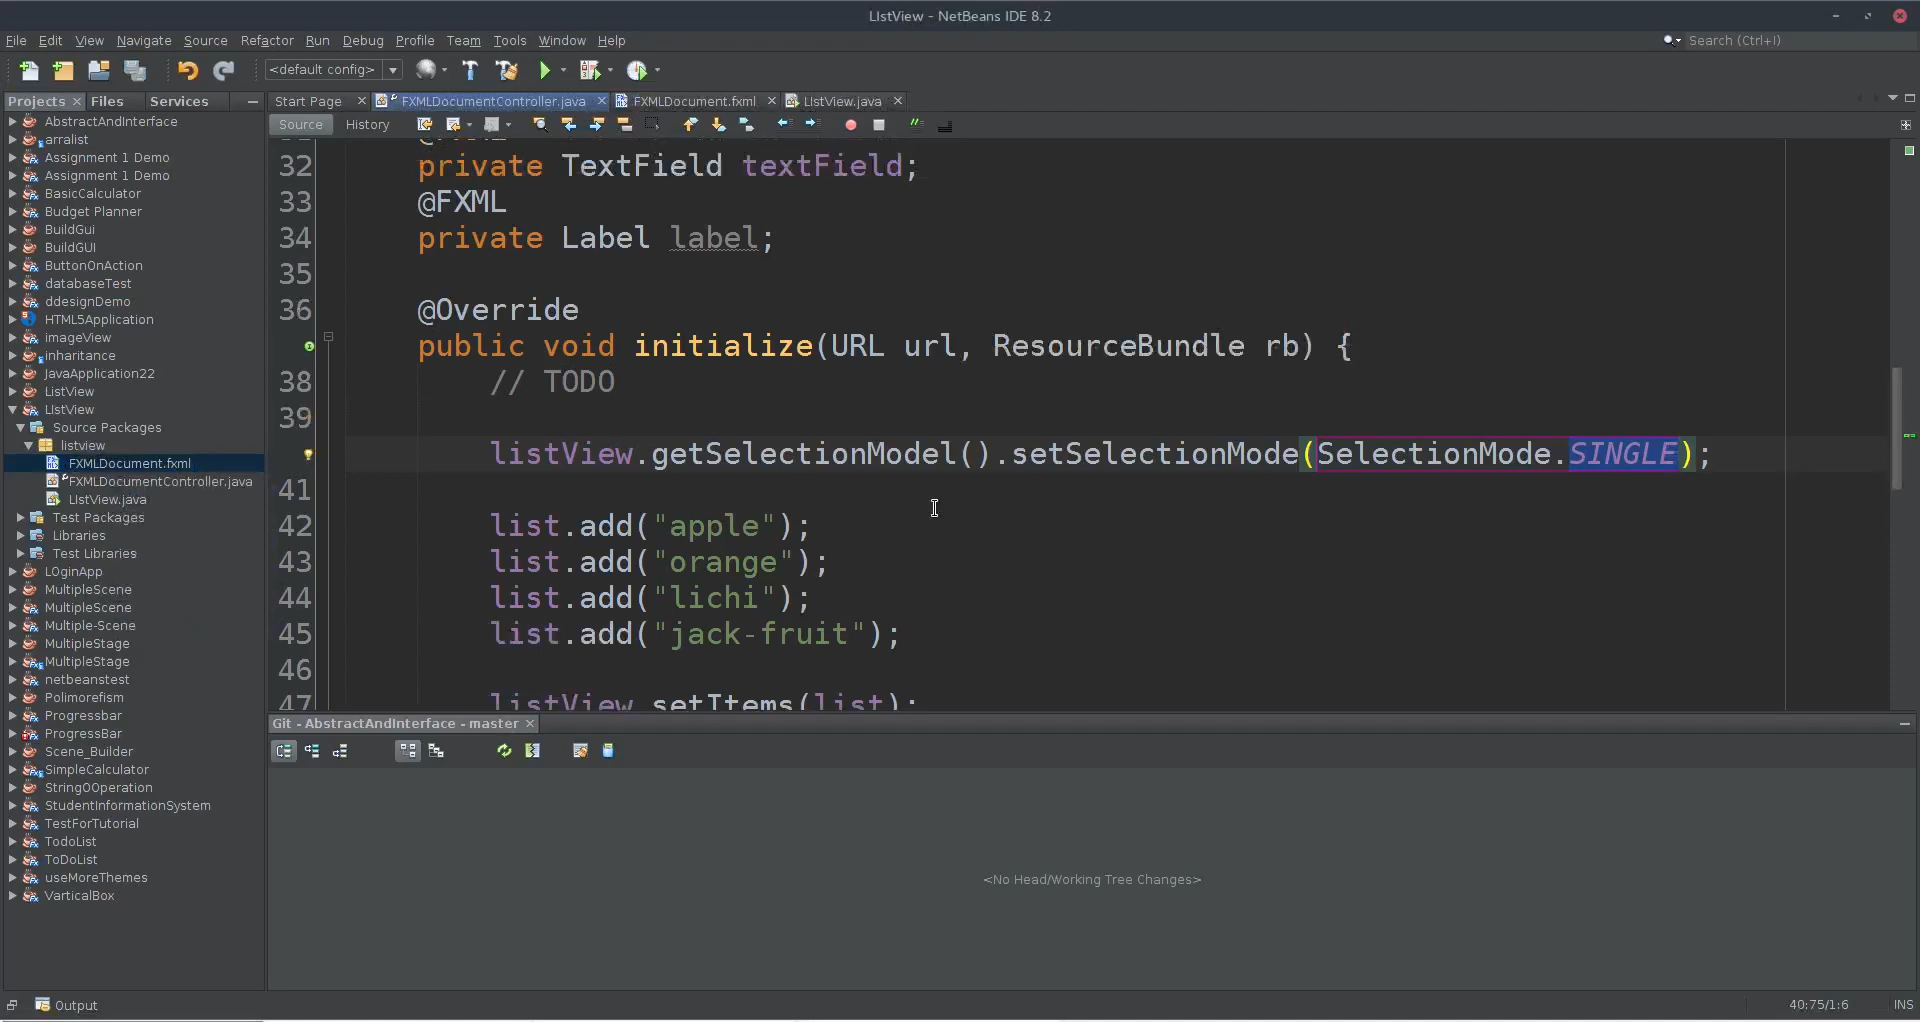 LIstView - NetBeans IDE 8.2
File Edit View Navigate Source Refactor Run Debug Profile Team Tools Window Help
Search (Ctrl+I)
<default config>
Projects Files Services
Start Page FXMLDocumentController.java FXMLDocument.fxml LIstView.java
Source History
AbstractAndInterface
arralist
Assignment 1 Demo
Assignment 1 Demo
BasicCalculator
Budget Planner
BuildGui
BuildGUI
ButtonOnAction
databaseTest
ddesignDemo
HTML5Application
imageView
inheritance
JavaApplication22
ListView
LIstView
Source Packages
listview
FXMLDocument.fxml
FXMLDocumentController.java
LIstView.java
Test Packages
Libraries
Test Libraries
LOginApp
MultipleScene
MultipleScene
Multiple-Scene
MultipleStage
MultipleStage
netbeanstest
Polimorefism
Progressbar
ProgressBar
Scene_Builder
SimpleCalculator
StringOOperation
StudentInformationSystem
TestForTutorial
TodoList
ToDoList
useMoreThemes
VarticalBox
32 private TextField textField;
33 @FXML
34 private Label label;
35
36 @Override
public void initialize(URL url, ResourceBundle rb) {
38 // TODO
39
listView.getSelectionModel().setSelectionMode(SelectionMode.SINGLE);
41
42 list.add("apple");
43 list.add("orange");
44 list.add("lichi");
45 list.add("jack-fruit");
46
47 listView.setItems(list);
Git - AbstractAndInterface - master
<No Head/Working Tree Changes>
Output
40:75/1:6 INS